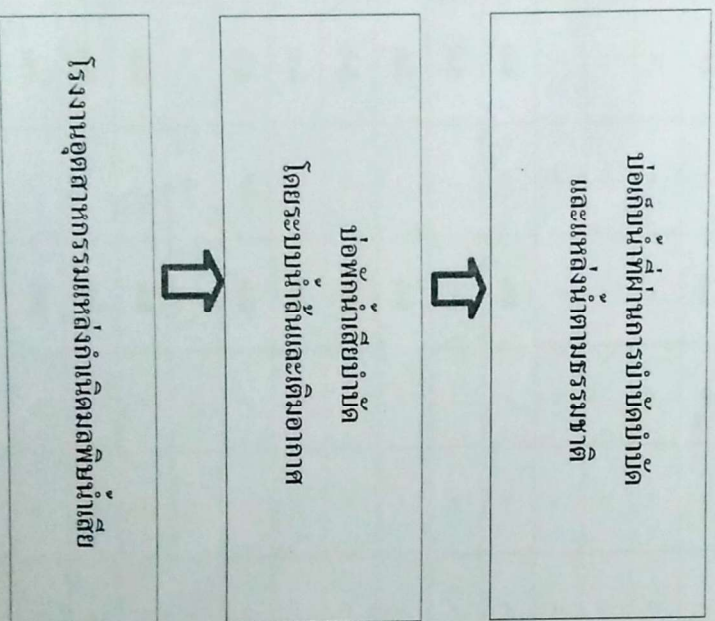 โรงงานอุตสาหกรรมแหล่งกำเนิดมลพิษน้ำเสีย
บ่อพักน้ำเสียบำบัด
โดยระบบน้ำล้นและเติมอากาศ
บ่อเก็บน้ำที่ผ่านการบำบัดบำบัด
และแหล่งน้ำตามธรรมชาติ